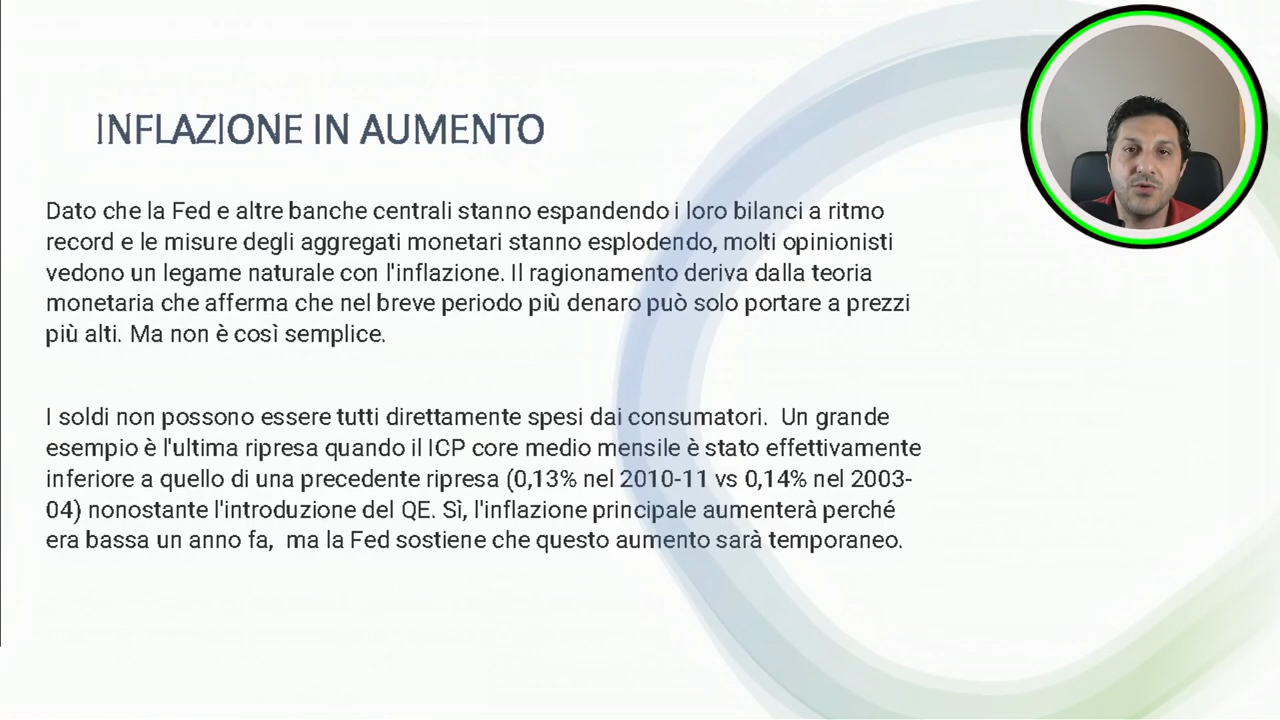 INFLAZIONE IN AUMENTO
Dato che la Fed e altre banche centrali stanno espandendo i loro bilanci a ritmo
record e le misure degli aggregati monetari stanno esplodendo, molti opinionisti
vedono un legame naturale con l'inflazione. Il ragionamento deriva dalla teoria
monetaria che afferma che nel breve periodo più denaro può solo portare a prezzi
più alti. Ma non è così semplice.
I soldi non possono essere tutti direttamente spesi dai consumatori. Un grande
esempio è l'ultima ripresa quando il ICP core medio mensile è stato effettivamente
inferiore a quello di una precedente ripresa (0,13% nel 2010-11 vs 0,14% nel 2003-
04) nonostante l'introduzione del QE. Sì, l'inflazione principale aumenterà perché
era bassa un anno fa, ma la Fed sostiene che questo aumento sarà temporaneo.